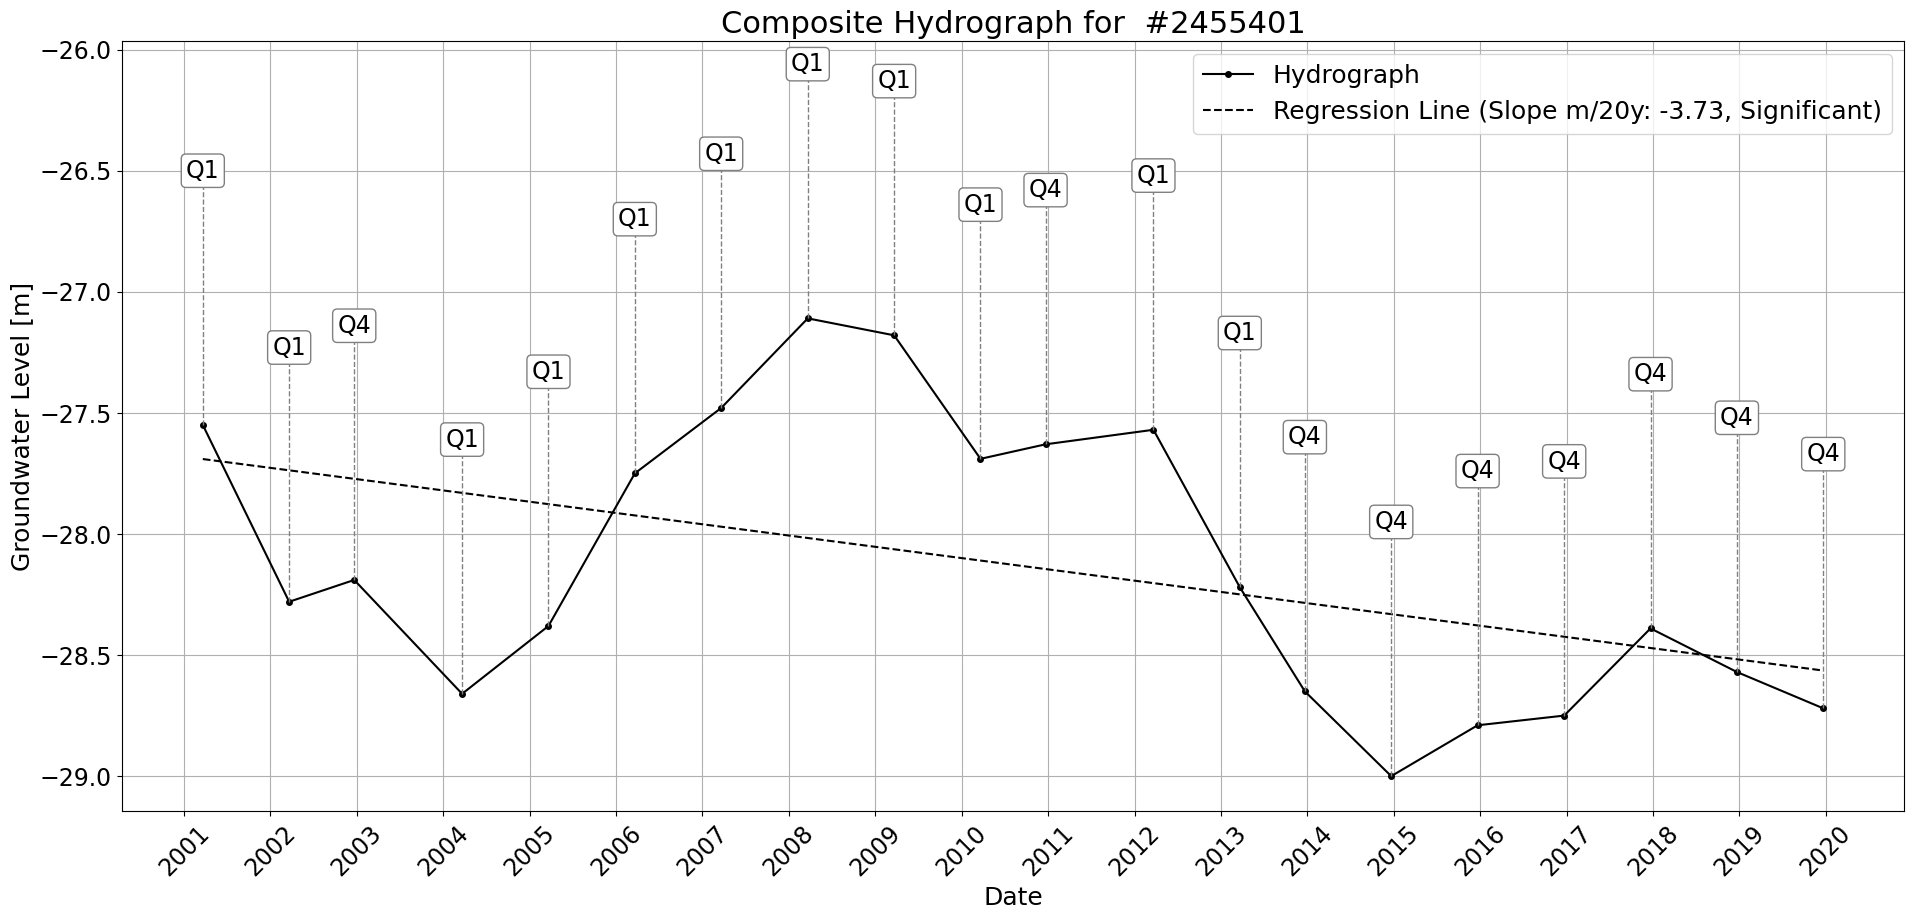 Composite Hydrograph for  #2455401
Hydrograph
Regression Line (Slope m/20y: -3.73, Significant)
Groundwater Level [m]
−26.0
−26.5
−27.0
−27.5
−28.0
−28.5
−29.0
Q1
Q1
Q4
Q1
Q1
Q1
Q1
Q1
Q1
Q1
Q4
Q1
Q1
Q4
Q4
Q4
Q4
Q4
Q4
Q4
2001
2002
2003
2004
2005
2006
2007
2008
2009
2010
2011
2012
2013
2014
2015
2016
2017
2018
2019
2020
Date